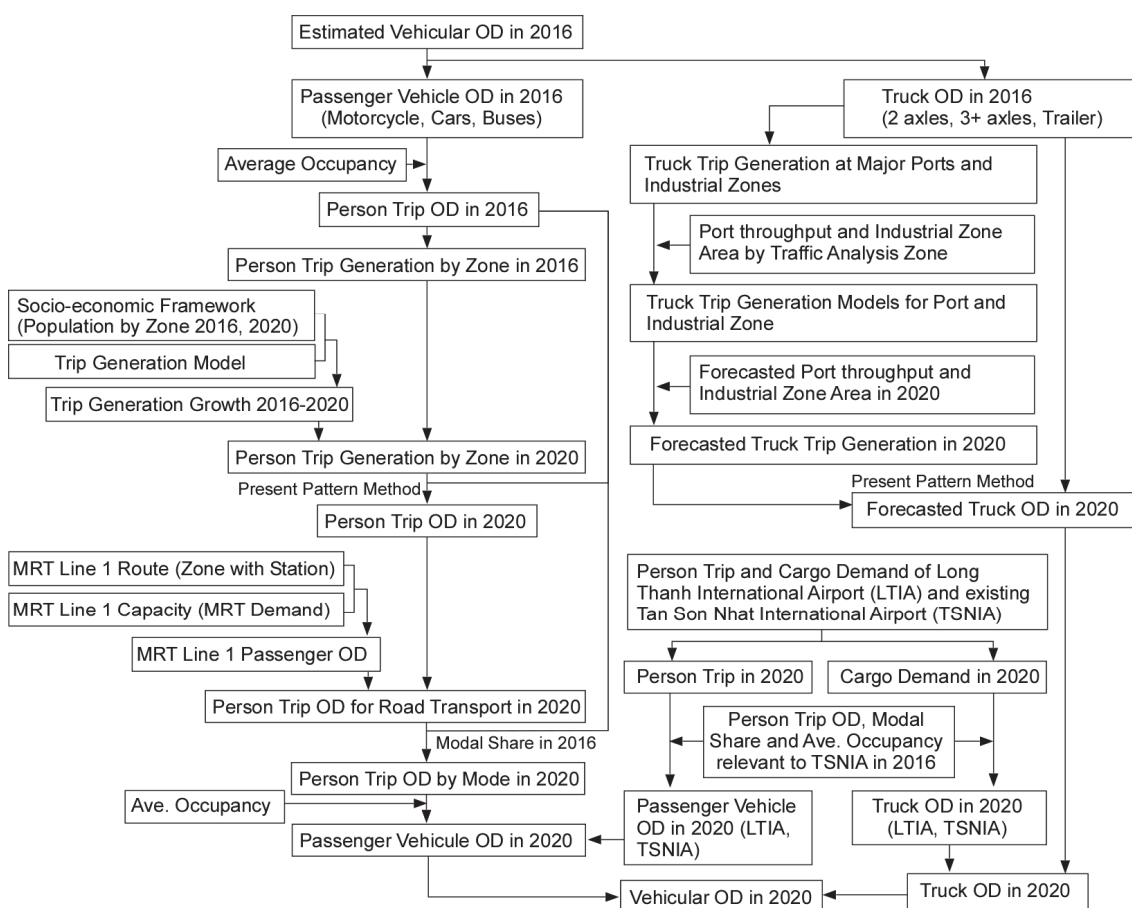 Estimated Vehicular OD in 2016
Passenger Vehicle OD in 2016
(Motorcycle, Cars, Buses)
Truck OD in 2016
(2 axles, 3+ axles, Trailer)
Average Occupancy
Truck Trip Generation at Major Ports and
Industrial Zones
Person Trip OD in 2016
Port throughput and Industrial Zone
Area by Traffic Analysis Zone
Person Trip Generation by Zone in 2016
Socio-economic Framework
(Population by Zone 2016, 2020)
Truck Trip Generation Models for Port and
Industrial Zone
Trip Generation Model
Forecasted Port throughput and
Industrial Zone Area in 2020
Trip Generation Growth 2016-2020
Forecasted Truck Trip Generation in 2020
Person Trip Generation by Zone in 2020
Present Pattern Method
Present Pattern Method
Forecasted Truck OD in 2020
Person Trip OD in 2020
MRT Line 1 Route (Zone with Station)
MRT Line 1 Capacity (MRT Demand)
Person Trip and Cargo Demand of Long
Thanh International Airport (LTIA) and existing
Tan Son Nhat International Airport (TSNIA)
MRT Line 1 Passenger OD
Person Trip in 2020
Cargo Demand in 2020
Person Trip OD for Road Transport in 2020
Person Trip OD, Modal
Share and Ave. Occupancy
relevant to TSNIA in 2016
Modal Share in 2016
Person Trip OD by Mode in 2020
Ave. Occupancy
Passenger Vehicle
OD in 2020 (LTIA,
TSNIA)
Truck OD in 2020
(LTIA, TSNIA)
Passenger Vehicule OD in 2020
Vehicular OD in 2020
Truck OD in 2020